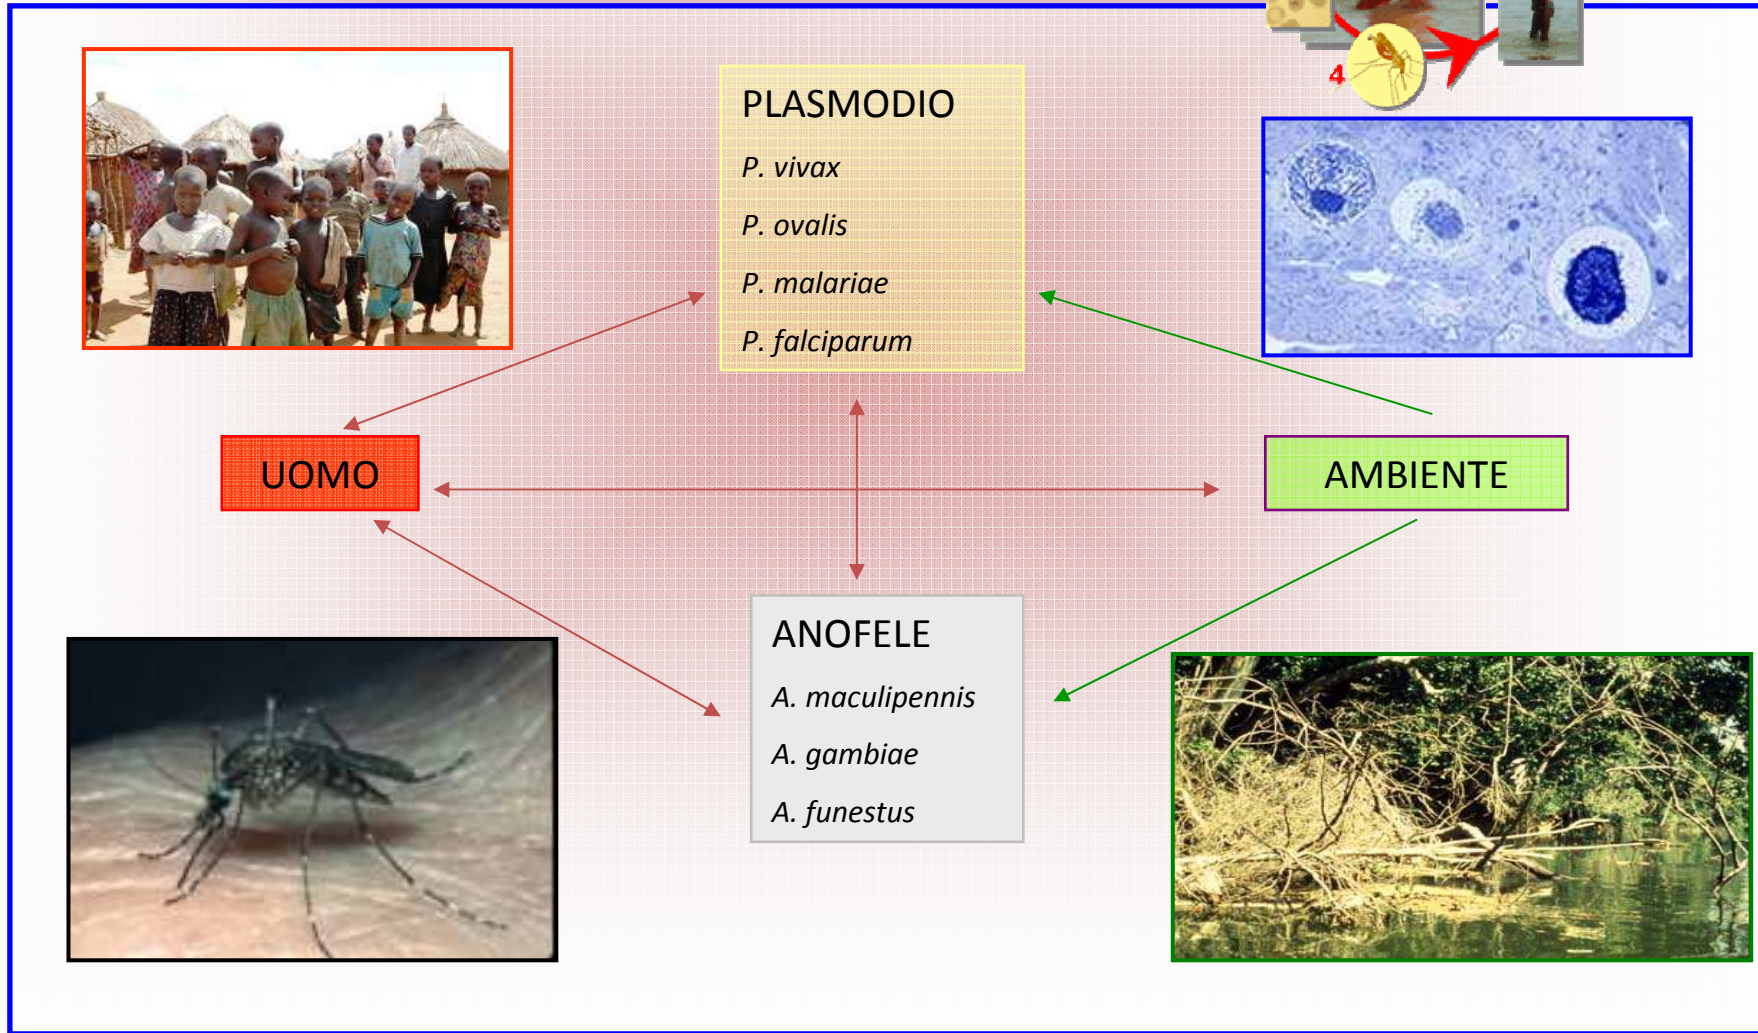 4
PLASMODIO
P. vivax
P. ovalis
P. malariae
P. falciparum
UOMO
AMBIENTE
ANOFELE
A. maculipennis
A. gambiae
A. funestus